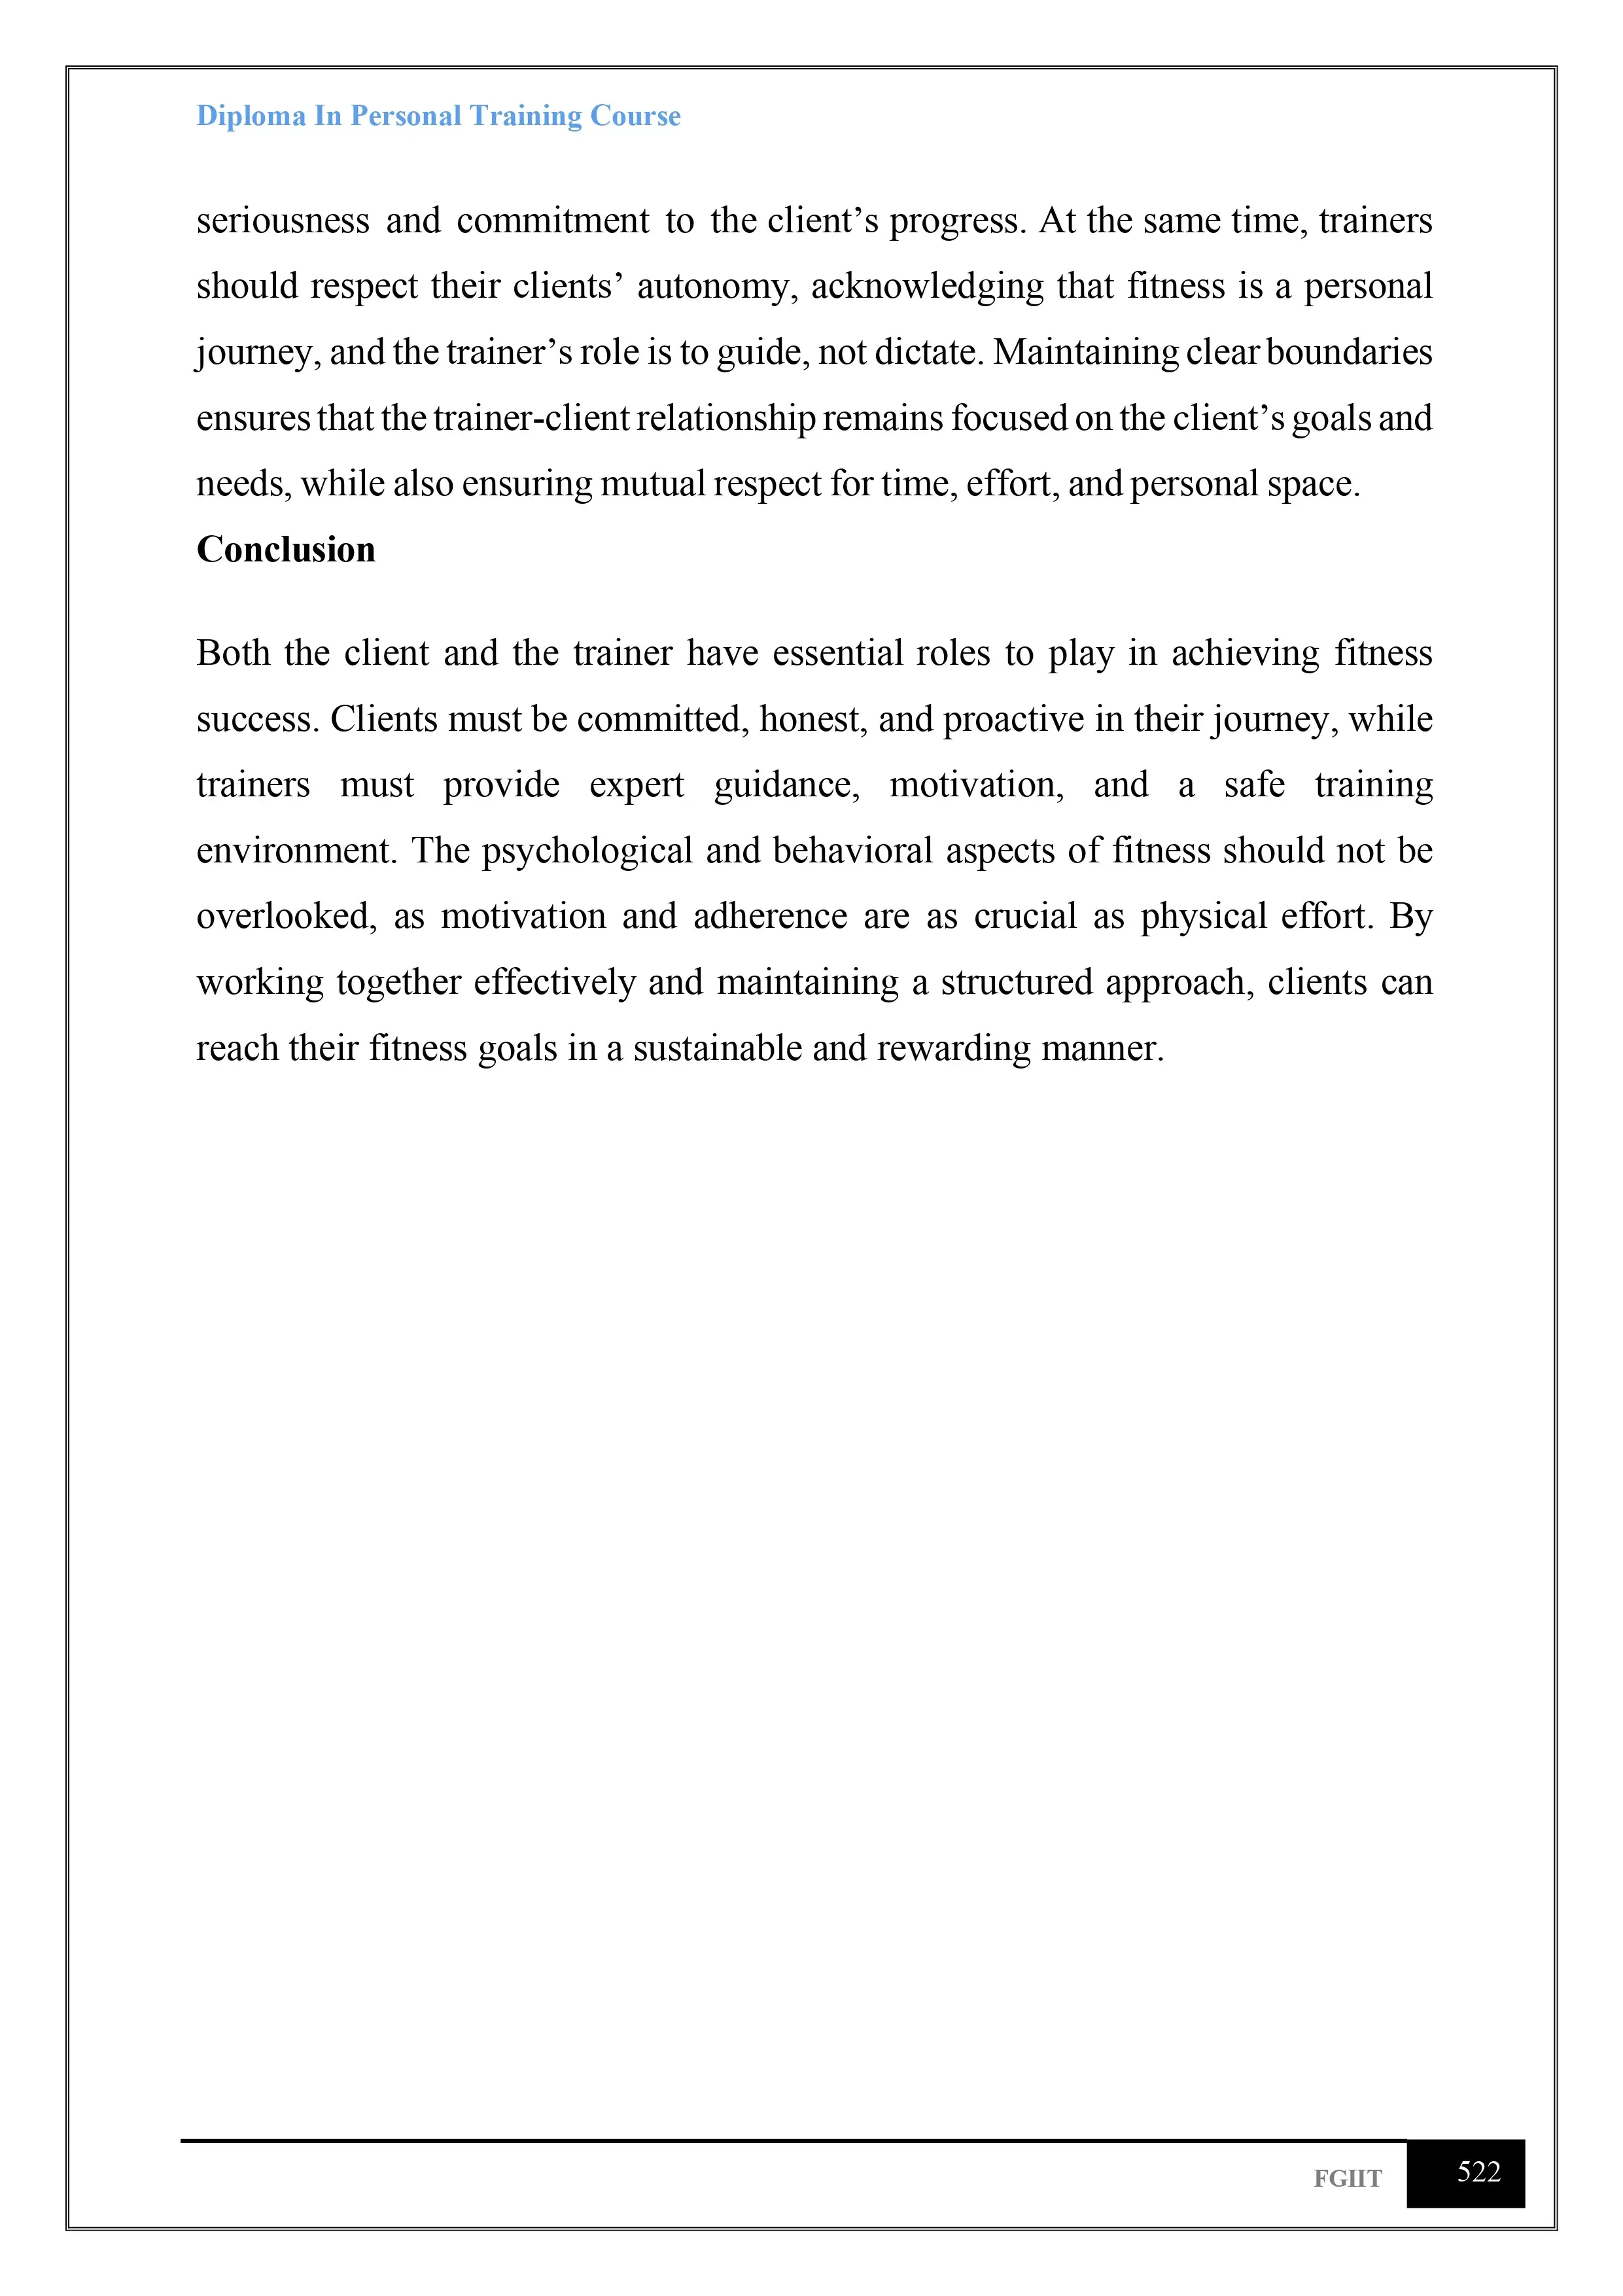 Diploma In Personal Training Course
seriousness and commitment to the client’s progress. At the same time, trainers
should respect their clients’ autonomy, acknowledging that fitness is a personal
journey, and the trainer’s role is to guide, not dictate. Maintaining clear boundaries
ensures that the trainer-client relationship remains focused on the client’s goals and
needs, while also ensuring mutual respect for time, effort, and personal space.
Conclusion
Both the client and the trainer have essential roles to play in achieving fitness
success. Clients must be committed, honest, and proactive in their journey, while
trainers must provide expert guidance, motivation, and a safe training
environment. The psychological and behavioral aspects of fitness should not be
overlooked, as motivation and adherence are as crucial as physical effort. By
working together effectively and maintaining a structured approach, clients can
reach their fitness goals in a sustainable and rewarding manner.
FGIIT 522